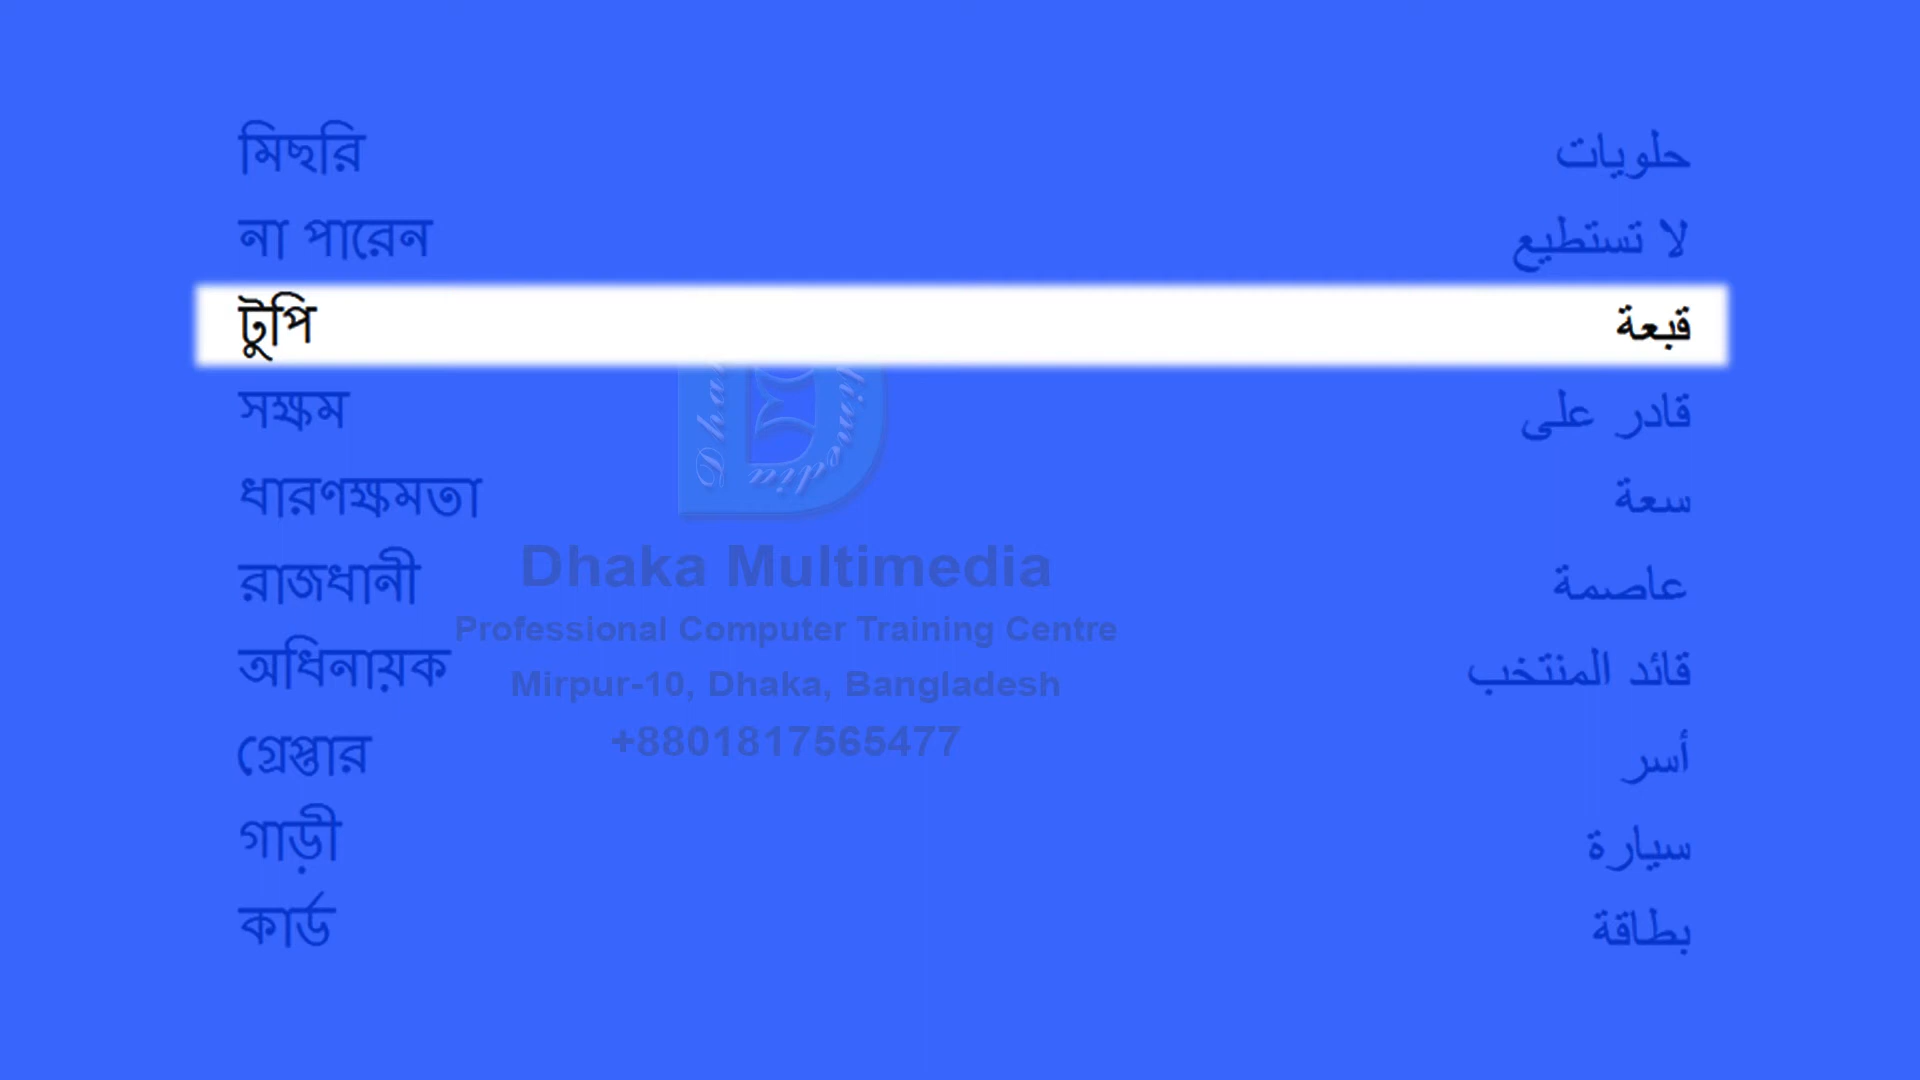 মিছরি حلويات
না পারেন لا تستطيع
টুপি قبعة
সক্ষম قادر على
ধারণক্ষমতা سعة
রাজধানী عاصمة
অধিনায়ক قائد المنتخب
গ্রেপ্তার أسر
গাড়ী سيارة
কার্ড بطاقة
Dhaka Multimedia
Professional Computer Training Centre
Mirpur-10, Dhaka, Bangladesh
+8801817565477